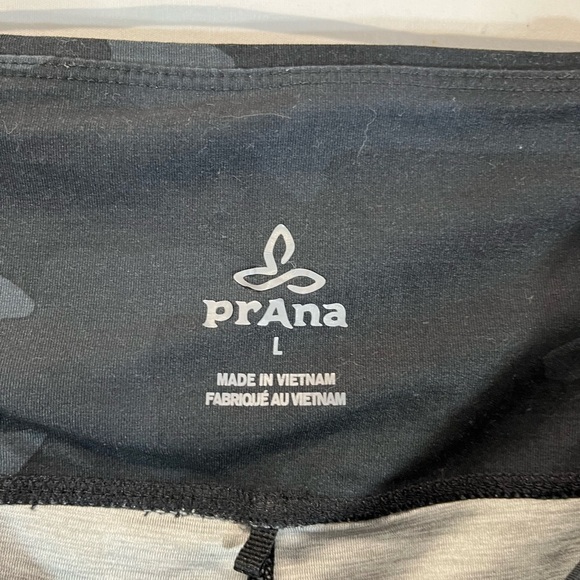 prAna
L
MADE IN VIETNAM
FABRIQUÉ AU VIETNAM